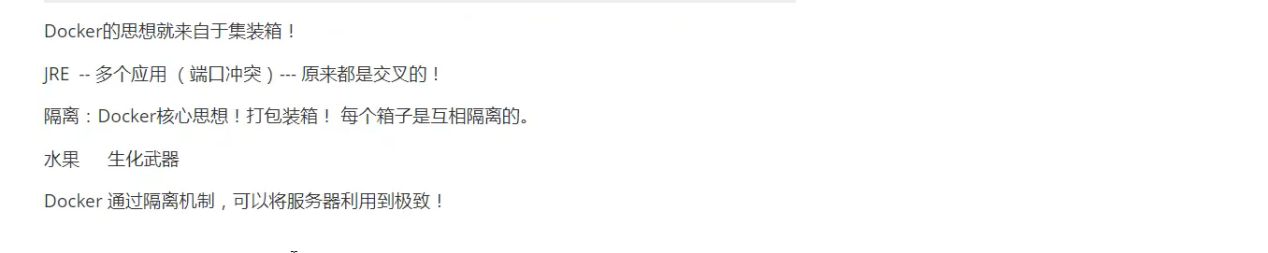 Docker的思想就来自于集装箱！
JRE -- 多个应用（端口冲突）--- 原来都是交叉的！
隔离：Docker核心思想！打包装箱！ 每个箱子是互相隔离的。
水果 生化武器
Docker 通过隔离机制，可以将服务器利用到极致！